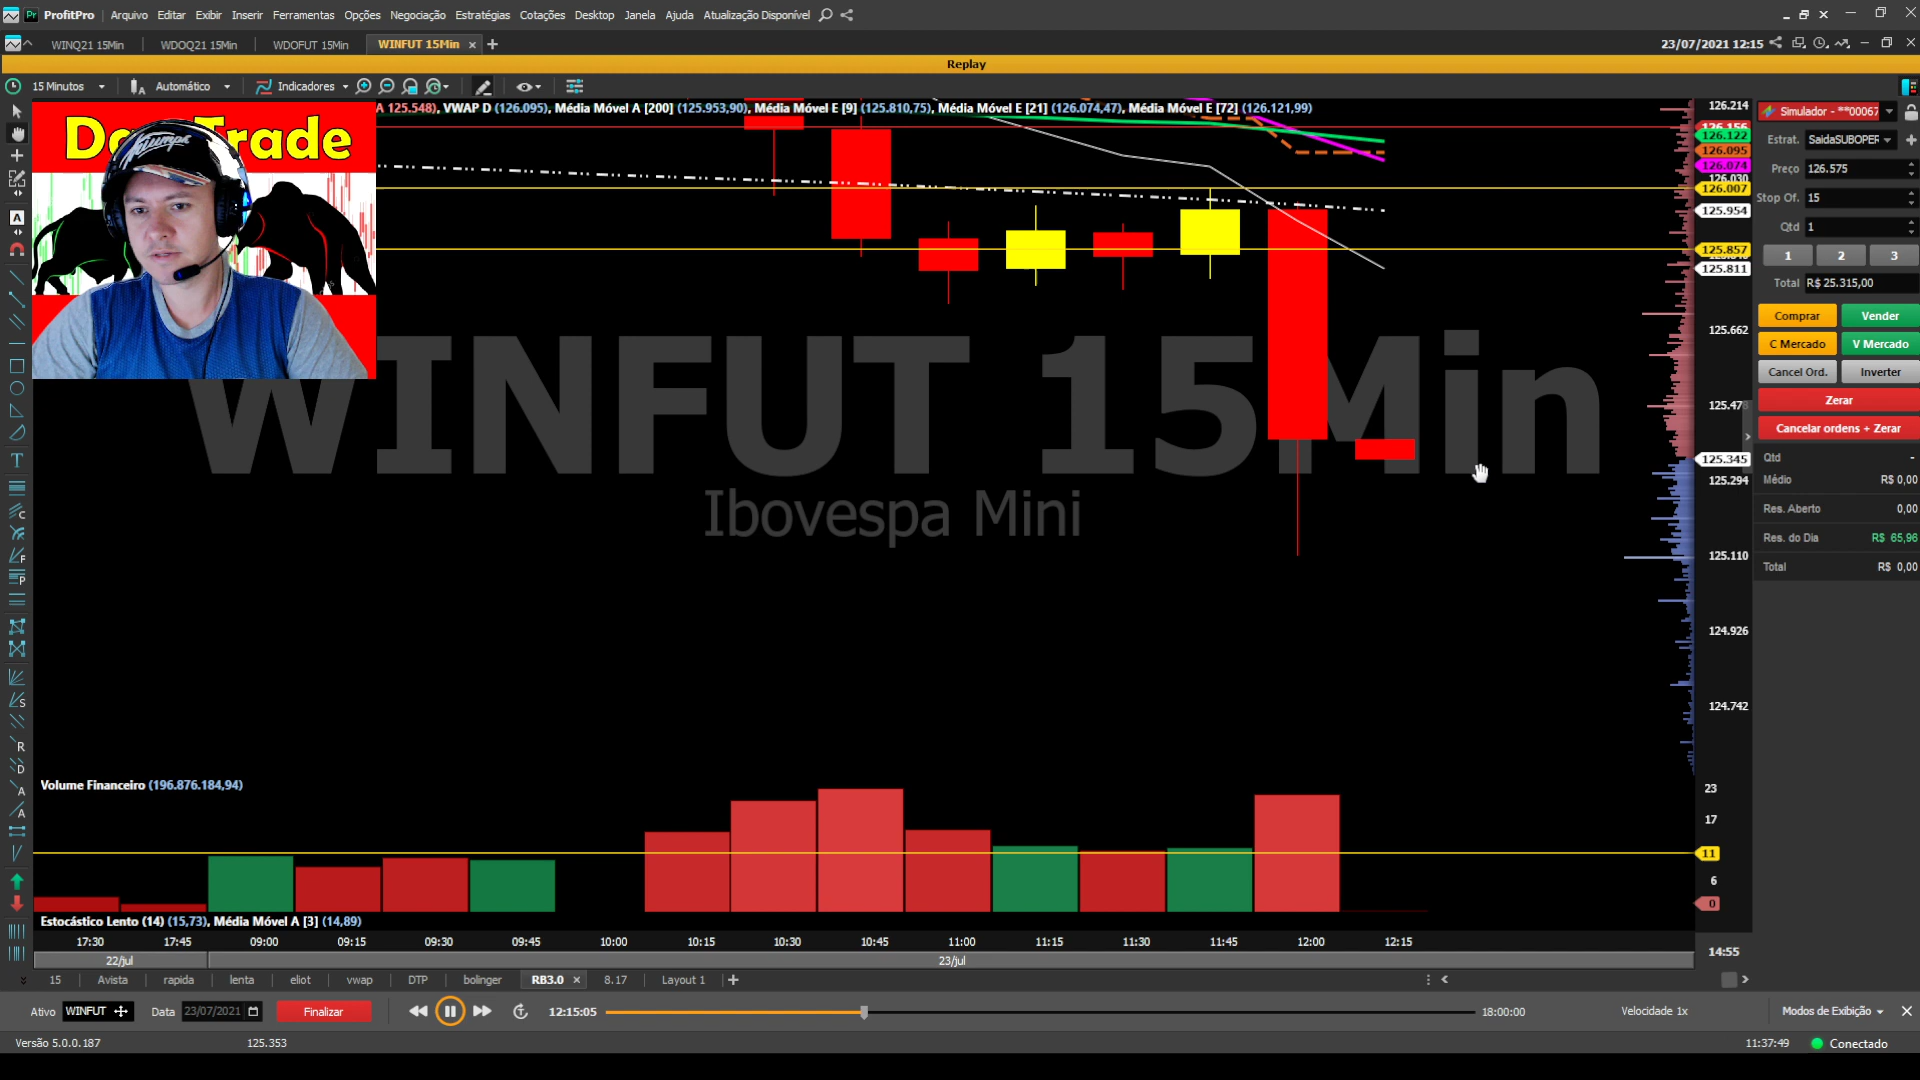 ProfitPro Arquivo Editar Exibir Inserir Ferramentas Opções Negociação Estratégias Cotações Desktop Janela Ajuda Atualização Disponível
WINQ21 15Min WDOQ21 15Min WDOFUT 15Min WINFUT 15Min 23/07/2021 12:15
Replay
15 Minutos Automático Indicadores
A 125.548), VWAP D (126.095), Média Móvel A [200] (125.953,90), Média Móvel E [9] (125.810,75), Média Móvel E [21] (126.074,47), Média Móvel E [72] (126.121,99)
Trade
Triumph
WINFUT 15Min
Ibovespa Mini
126.214
126.156
126.122
126.095
126.074
126.030
126.007
125.954
125.857
125.811
125.662
125.478
125.345
125.294
125.110
124.926
124.742
Simulador - **00067
Estrat. SaidaSUBOPER
Preço 126.575
Stop Of. 15
Qtd 1
1 2 3
Total R$ 25.315,00
Comprar Vender
C Mercado V Mercado
Cancel Ord. Inverter
Zerar
Cancelar ordens + Zerar
Qtd -
Médio R$ 0,00
Res. Aberto 0,00
Res. do Dia R$ 65,96
Total R$ 0,00
Volume Financeiro (196.876.184,94)
23
17
11
6
0
Estocástico Lento (14) (15,73), Média Móvel A [3] (14,89)
17:30 17:45 09:00 09:15 09:30 09:45 10:00 10:15 10:30 10:45 11:00 11:15 11:30 11:45 12:00 12:15
14:55
22/jul 23/jul
15 Avista rapida lenta eliot vwap DTP bolinger RB3.0 8.17 Layout 1
Ativo WINFUT Data 23/07/2021 Finalizar 12:15:05 18:00:00 Velocidade 1x Modos de Exibição
Versão 5.0.0.187 125.353 11:37:49 Conectado